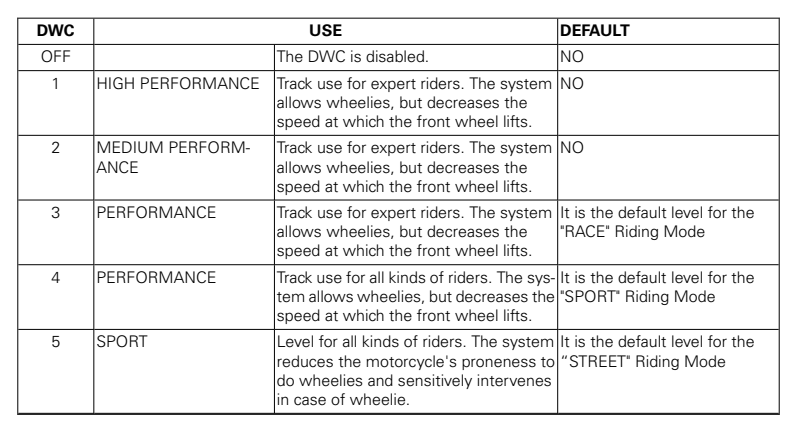 DWC USE DEFAULT
OFF The DWC is disabled. NO
1 HIGH PERFORMANCE Track use for expert riders. The system NO
allows wheelies, but decreases the
speed at which the front wheel lifts.
2 MEDIUM PERFORM- Track use for expert riders. The system NO
ANCE allows wheelies, but decreases the
speed at which the front wheel lifts.
3 PERFORMANCE Track use for expert riders. The system It is the default level for the
allows wheelies, but decreases the "RACE" Riding Mode
speed at which the front wheel lifts.
4 PERFORMANCE Track use for all kinds of riders. The sys- It is the default level for the
tem allows wheelies, but decreases the "SPORT" Riding Mode
speed at which the front wheel lifts.
5 SPORT Level for all kinds of riders. The system It is the default level for the
reduces the motorcycle's proneness to “STREET" Riding Mode
do wheelies and sensitively intervenes
in case of wheelie.